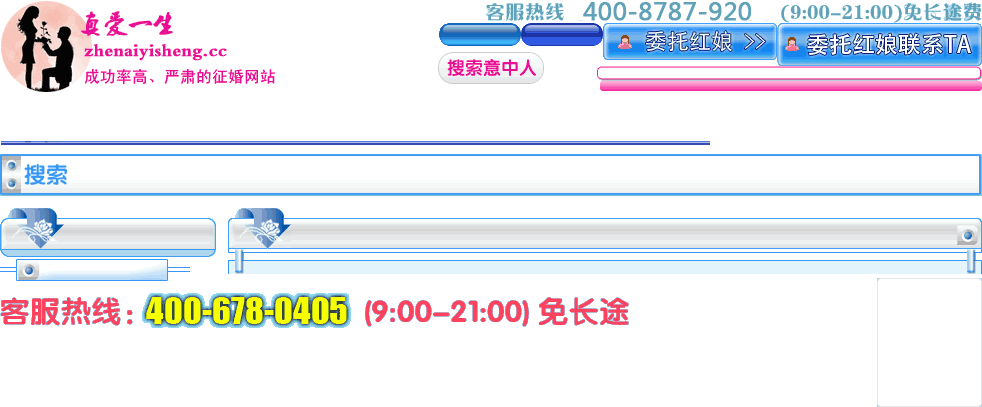 客服热线 400-8787-920 (9:00-21:00)免长途费
真爱一生
zhenaiyisheng.cc
成功率高、严肃的征婚网站
委托红娘 >>
委托红娘联系TA
搜索意中人
搜索
客服热线：400-678-0405 (9:00-21:00) 免长途